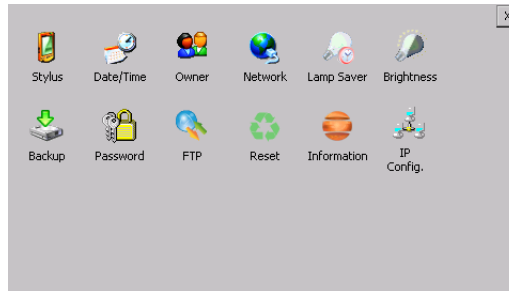 X
Stylus
Date/Time
Owner
Network
Lamp Saver
Brightness
Backup
Password
FTP
Reset
Information
IP
Config.